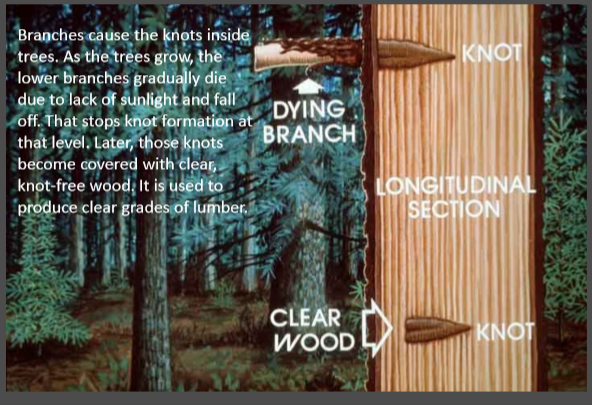 Branches cause the knots inside
trees. As the trees grow, the
lower branches gradually die
due to lack of sunlight and fall
off. That stops knot formation at
that level. Later, those knots
become covered with clear,
knot-free wood. It is used to
produce clear grades of lumber.
KNOT
DYING
BRANCH
LONGITUDINAL
SECTION
CLEAR
WOOD
KNOT